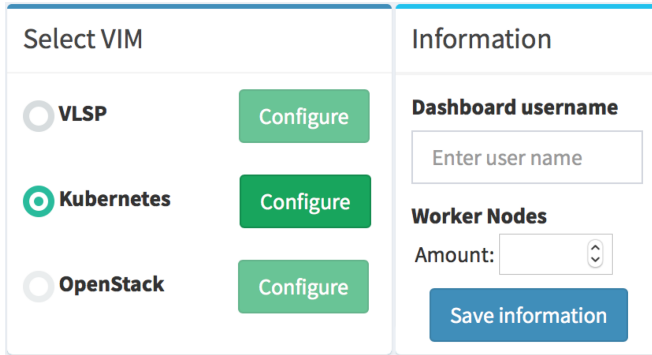 Select VIM
VLSP
Configure
Kubernetes
Configure
OpenStack
Configure
Information
Dashboard username
Enter user name
Worker Nodes
Amount:
Save information